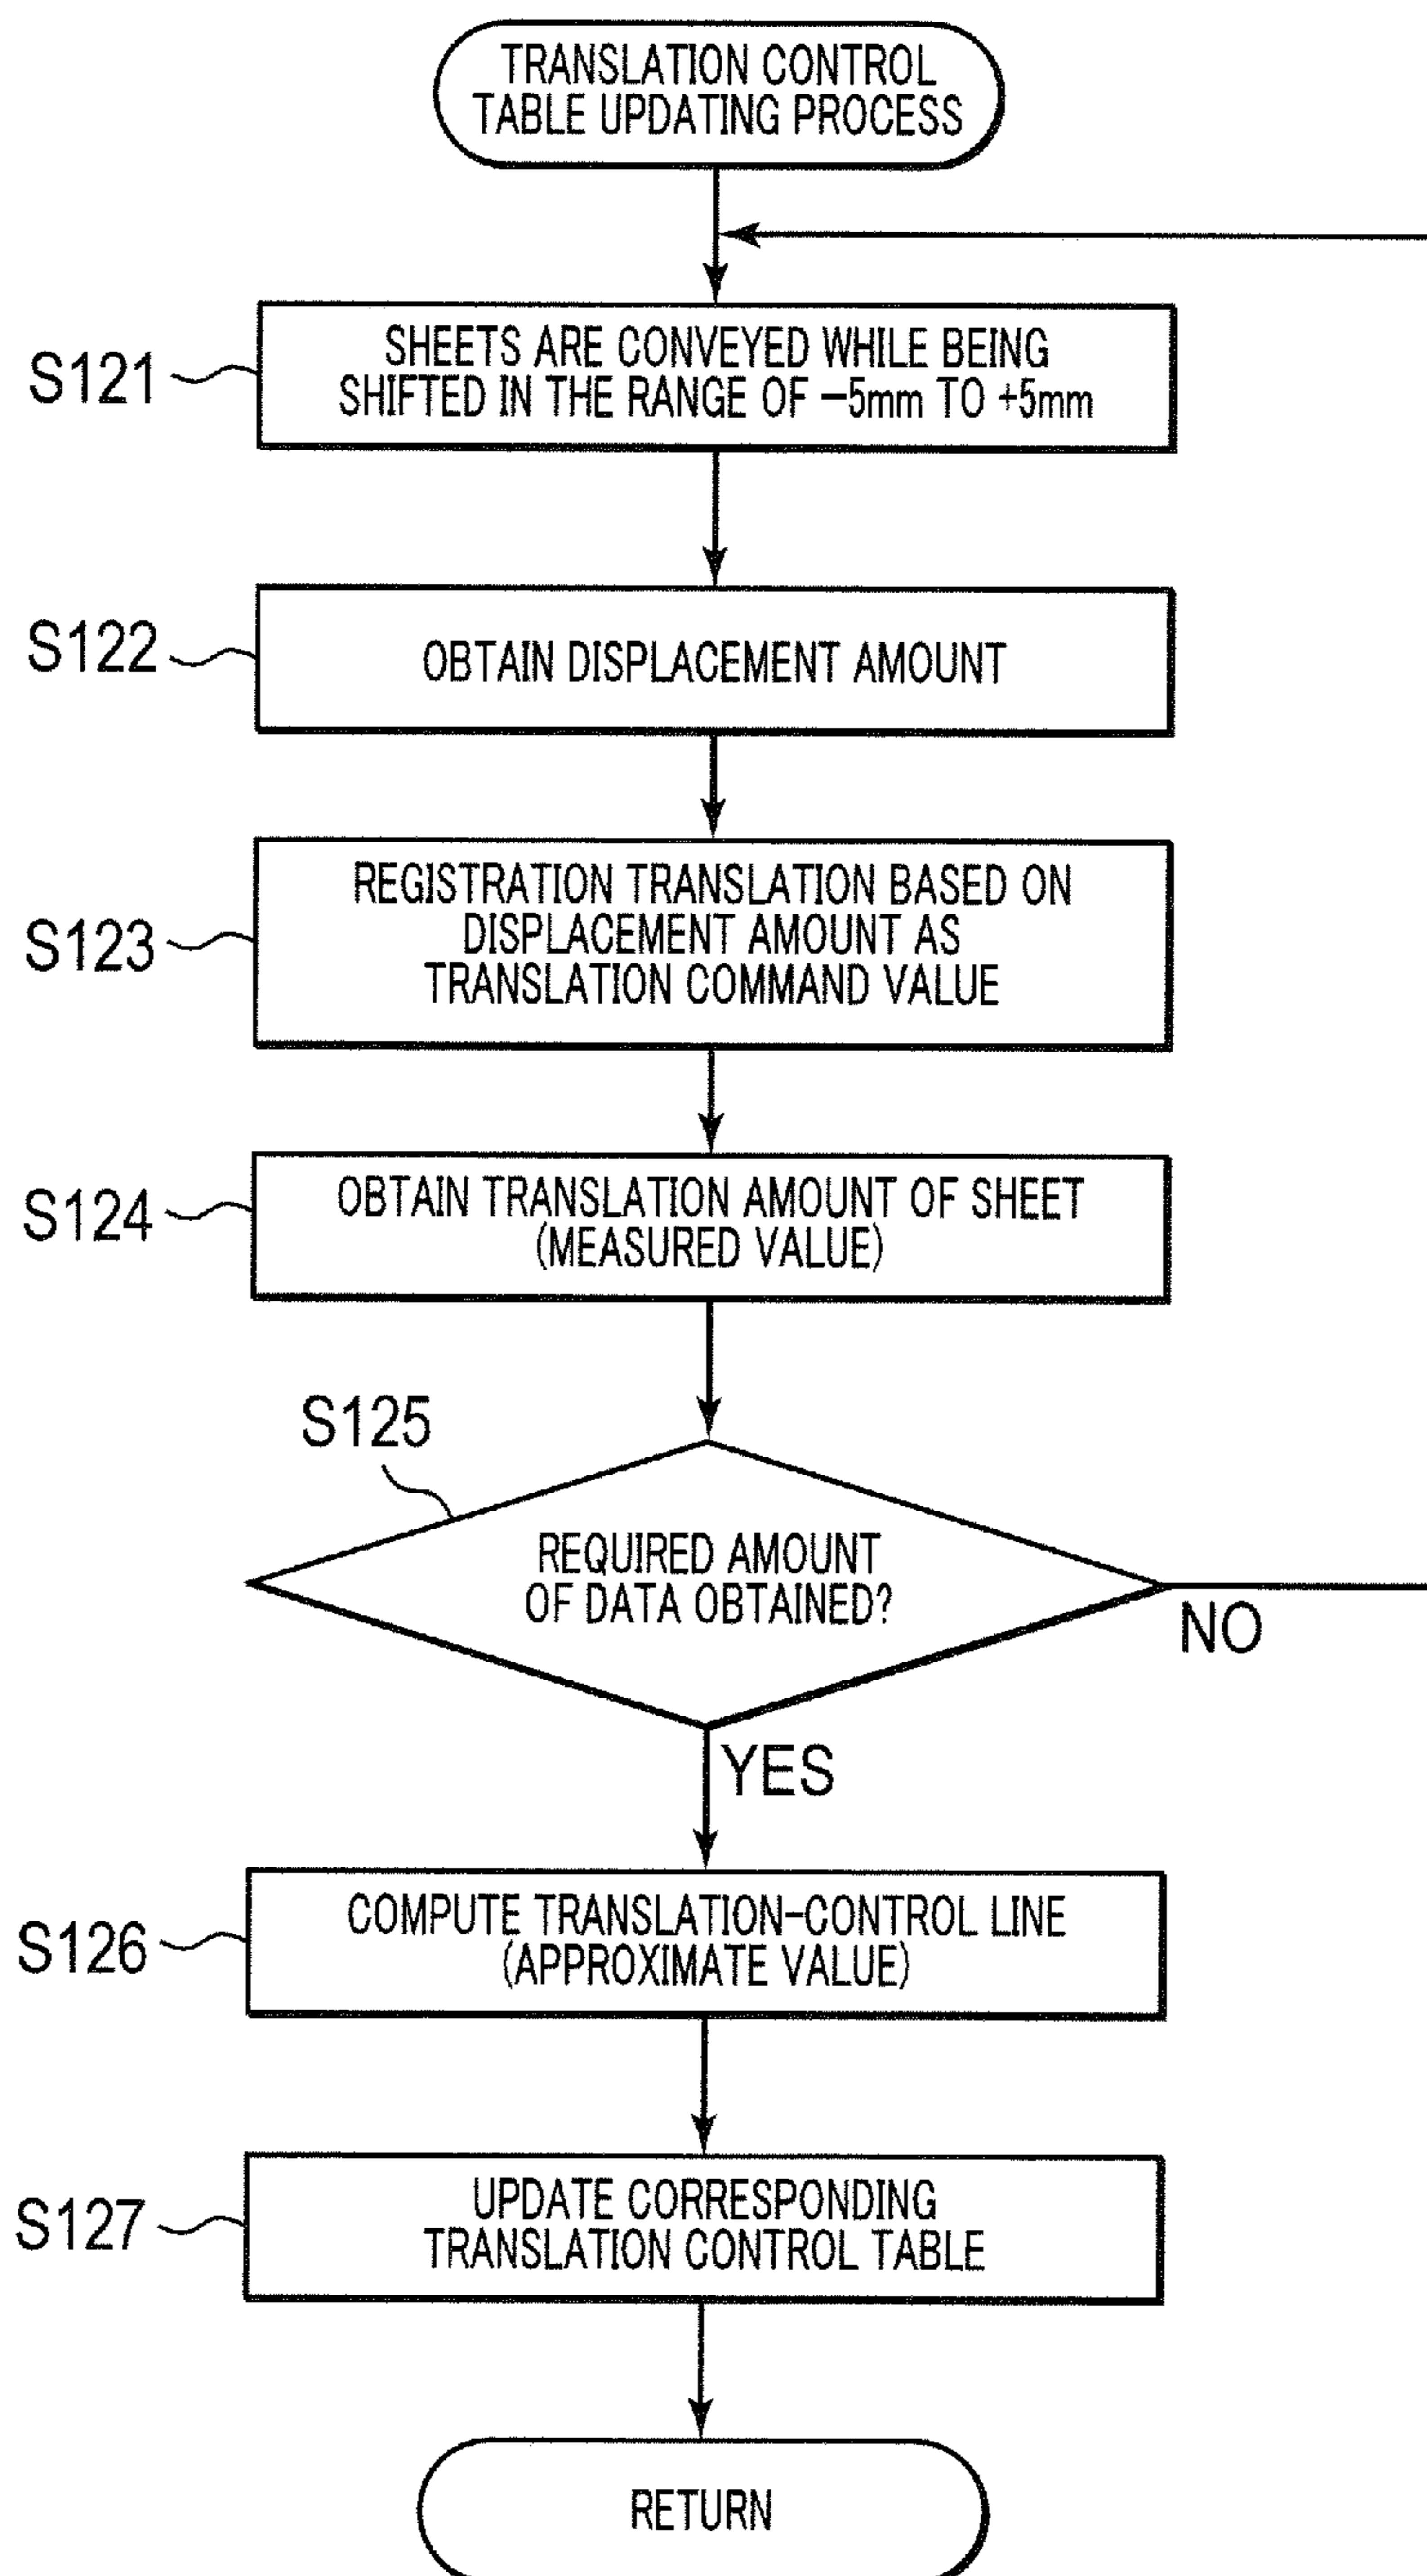 TRANSLATION CONTROL
TABLE UPDATING PROCESS
S121
SHEETS ARE CONVEYED WHILE BEING
SHIFTED IN THE RANGE OF −5mm TO +5mm
S122
OBTAIN DISPLACEMENT AMOUNT
S123
REGISTRATION TRANSLATION BASED ON
DISPLACEMENT AMOUNT AS
TRANSLATION COMMAND VALUE
S124
OBTAIN TRANSLATION AMOUNT OF SHEET
(MEASURED VALUE)
S125
REQUIRED AMOUNT
OF DATA OBTAINED?
NO
YES
S126
COMPUTE TRANSLATION-CONTROL LINE
(APPROXIMATE VALUE)
S127
UPDATE CORRESPONDING
TRANSLATION CONTROL TABLE
RETURN